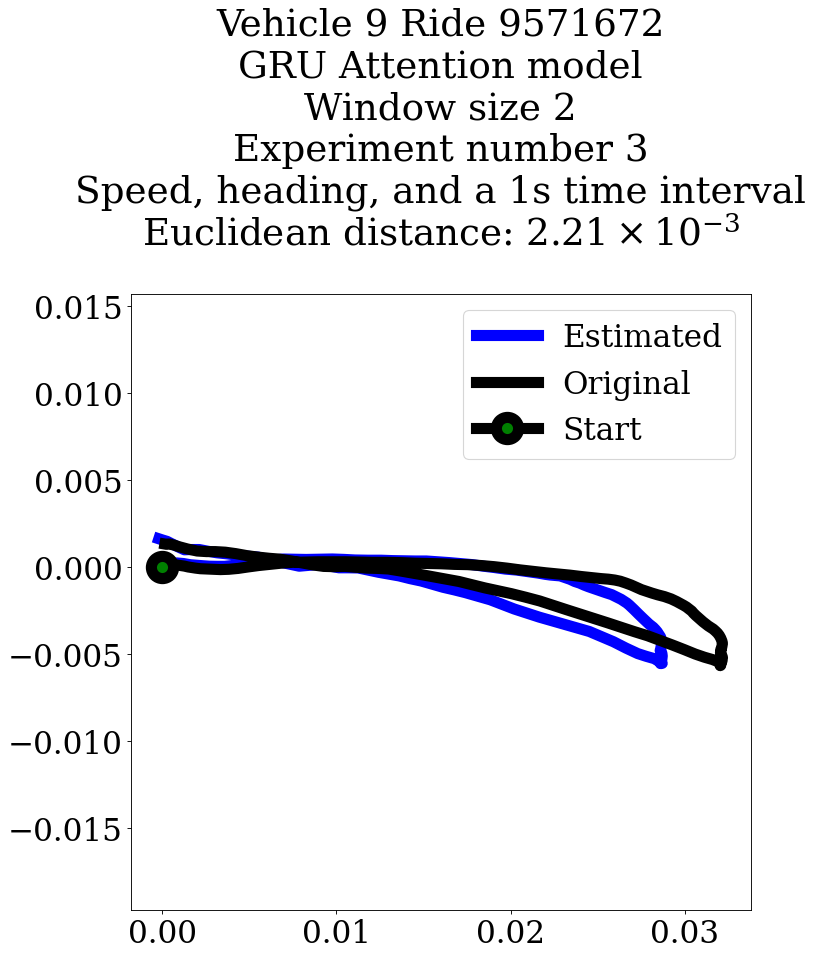 Vehicle 9 Ride 9571672
GRU Attention model
Window size 2
Experiment number 3
Speed, heading, and a 1s time interval
Euclidean distance: 2.21 × 10⁻³
0.015
Estimated
0.010
Original
0.005
Start
0.000
−0.005
−0.010
−0.015
0.00 0.01 0.02 0.03